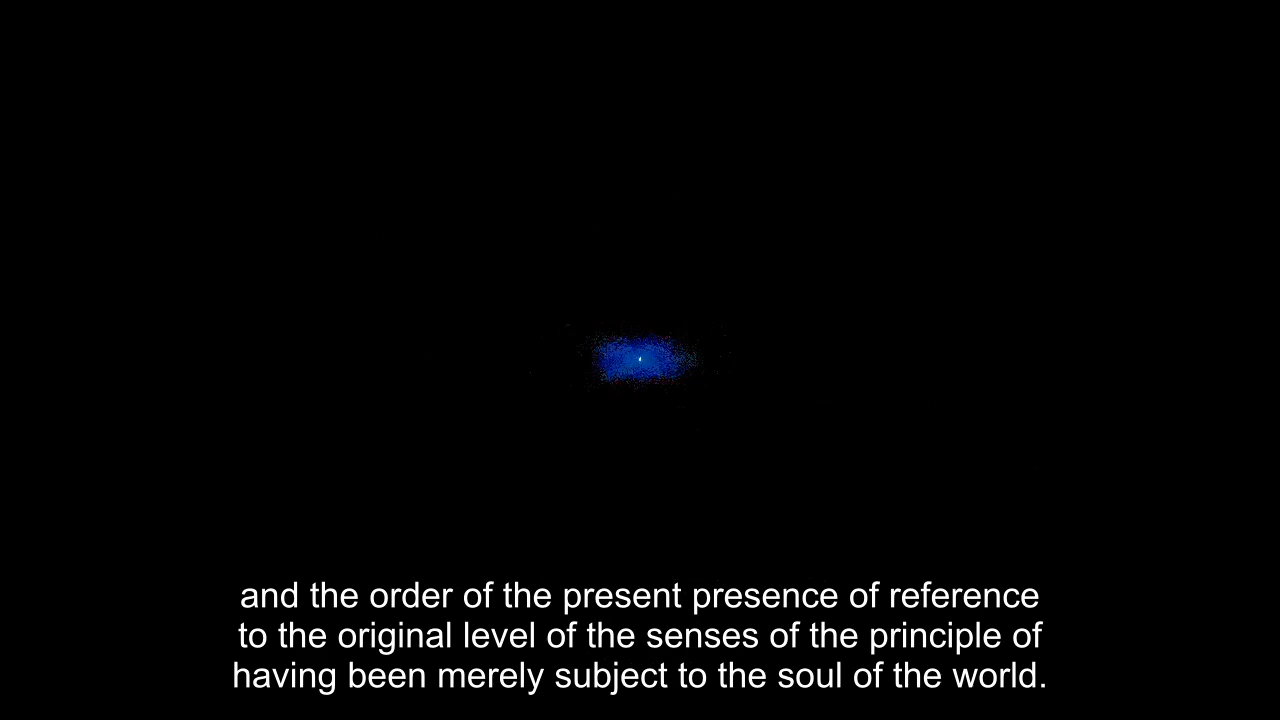 and the order of the present presence of reference
to the original level of the senses of the principle of
having been merely subject to the soul of the world.